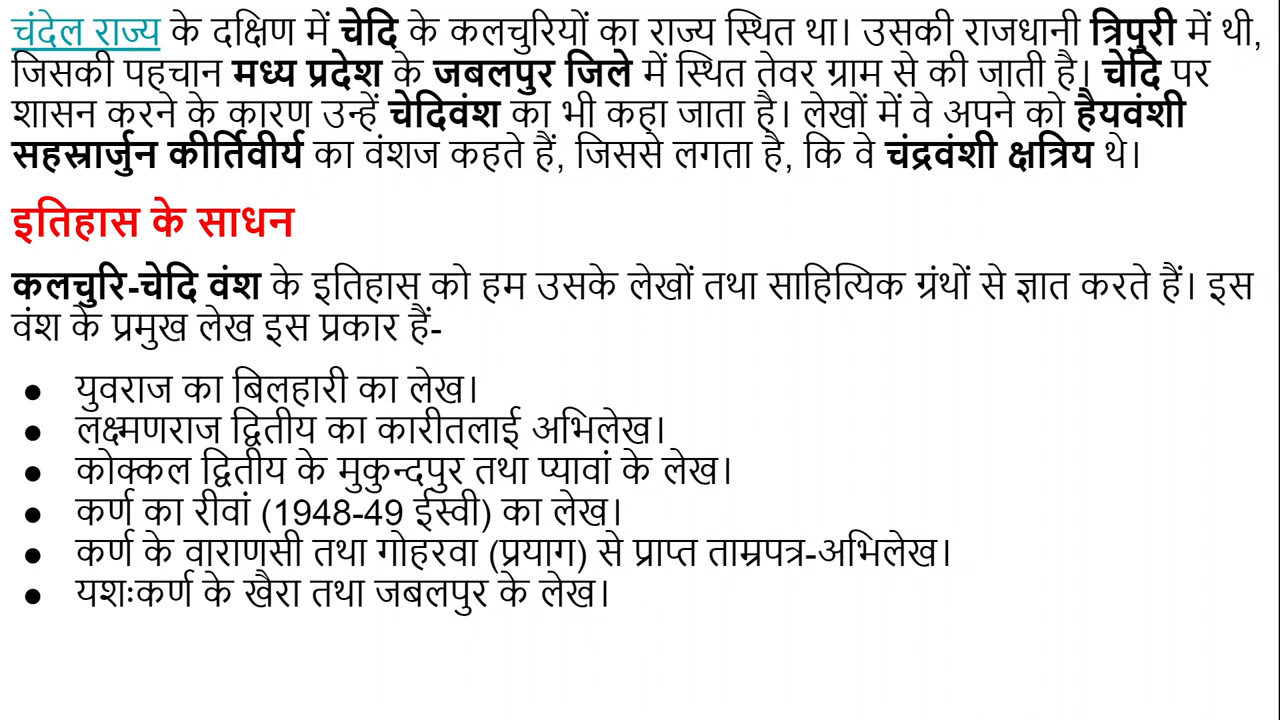 चंदेल राज्य के दक्षिण में चेदि के कलचुरियों का राज्य स्थित था। उसकी राजधानी त्रिपुरी में थी,
जिसकी पहचान मध्य प्रदेश के जबलपुर जिले में स्थित तेवर ग्राम से की जाती है। चेदि पर
शासन करने के कारण उन्हें चेदिवंश का भी कहा जाता है। लेखों में वे अपने को हैयवंशी
सहस्रार्जुन कीर्तिवीर्य का वंशज कहते हैं, जिससे लगता है, कि वे चंद्रवंशी क्षत्रिय थे।
इतिहास के साधन
कलचुरि-चेदि वंश के इतिहास को हम उसके लेखों तथा साहित्यिक ग्रंथों से ज्ञात करते हैं। इस
वंश के प्रमुख लेख इस प्रकार हैं-
● युवराज का बिलहारी का लेख।
● लक्ष्मणराज द्वितीय का कारीतलाई अभिलेख।
● कोक्कल द्वितीय के मुकुन्दपुर तथा प्यावां के लेख।
● कर्ण का रीवां (1948-49 ईस्वी) का लेख।
● कर्ण के वाराणसी तथा गोहरवा (प्रयाग) से प्राप्त ताम्रपत्र-अभिलेख।
● यशःकर्ण के खैरा तथा जबलपुर के लेख।